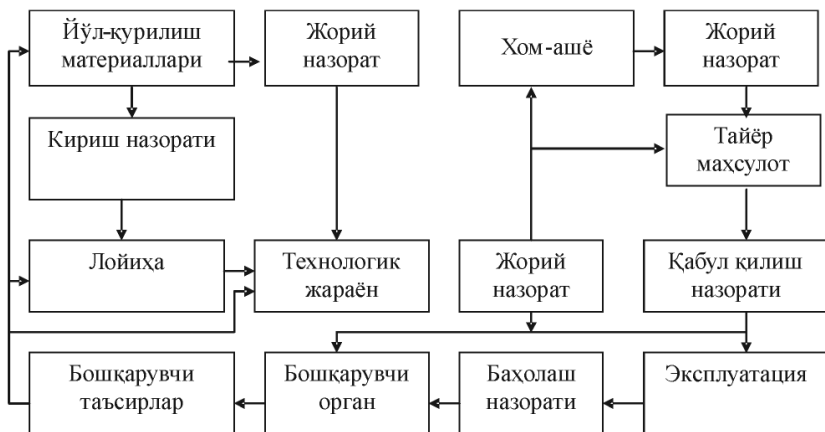 Йўл-қурилиш
материаллари
Жорий
назорат
Хом-ашё
Жорий
назорат
Кириш назорати
Тайёр
маҳсулот
Лойиҳа
Технологик
жараён
Жорий
назорат
Қабул қилиш
назорати
Бошқарувчи
таъсирлар
Бошқарувчи
орган
Баҳолаш
назорати
Эксплуатация